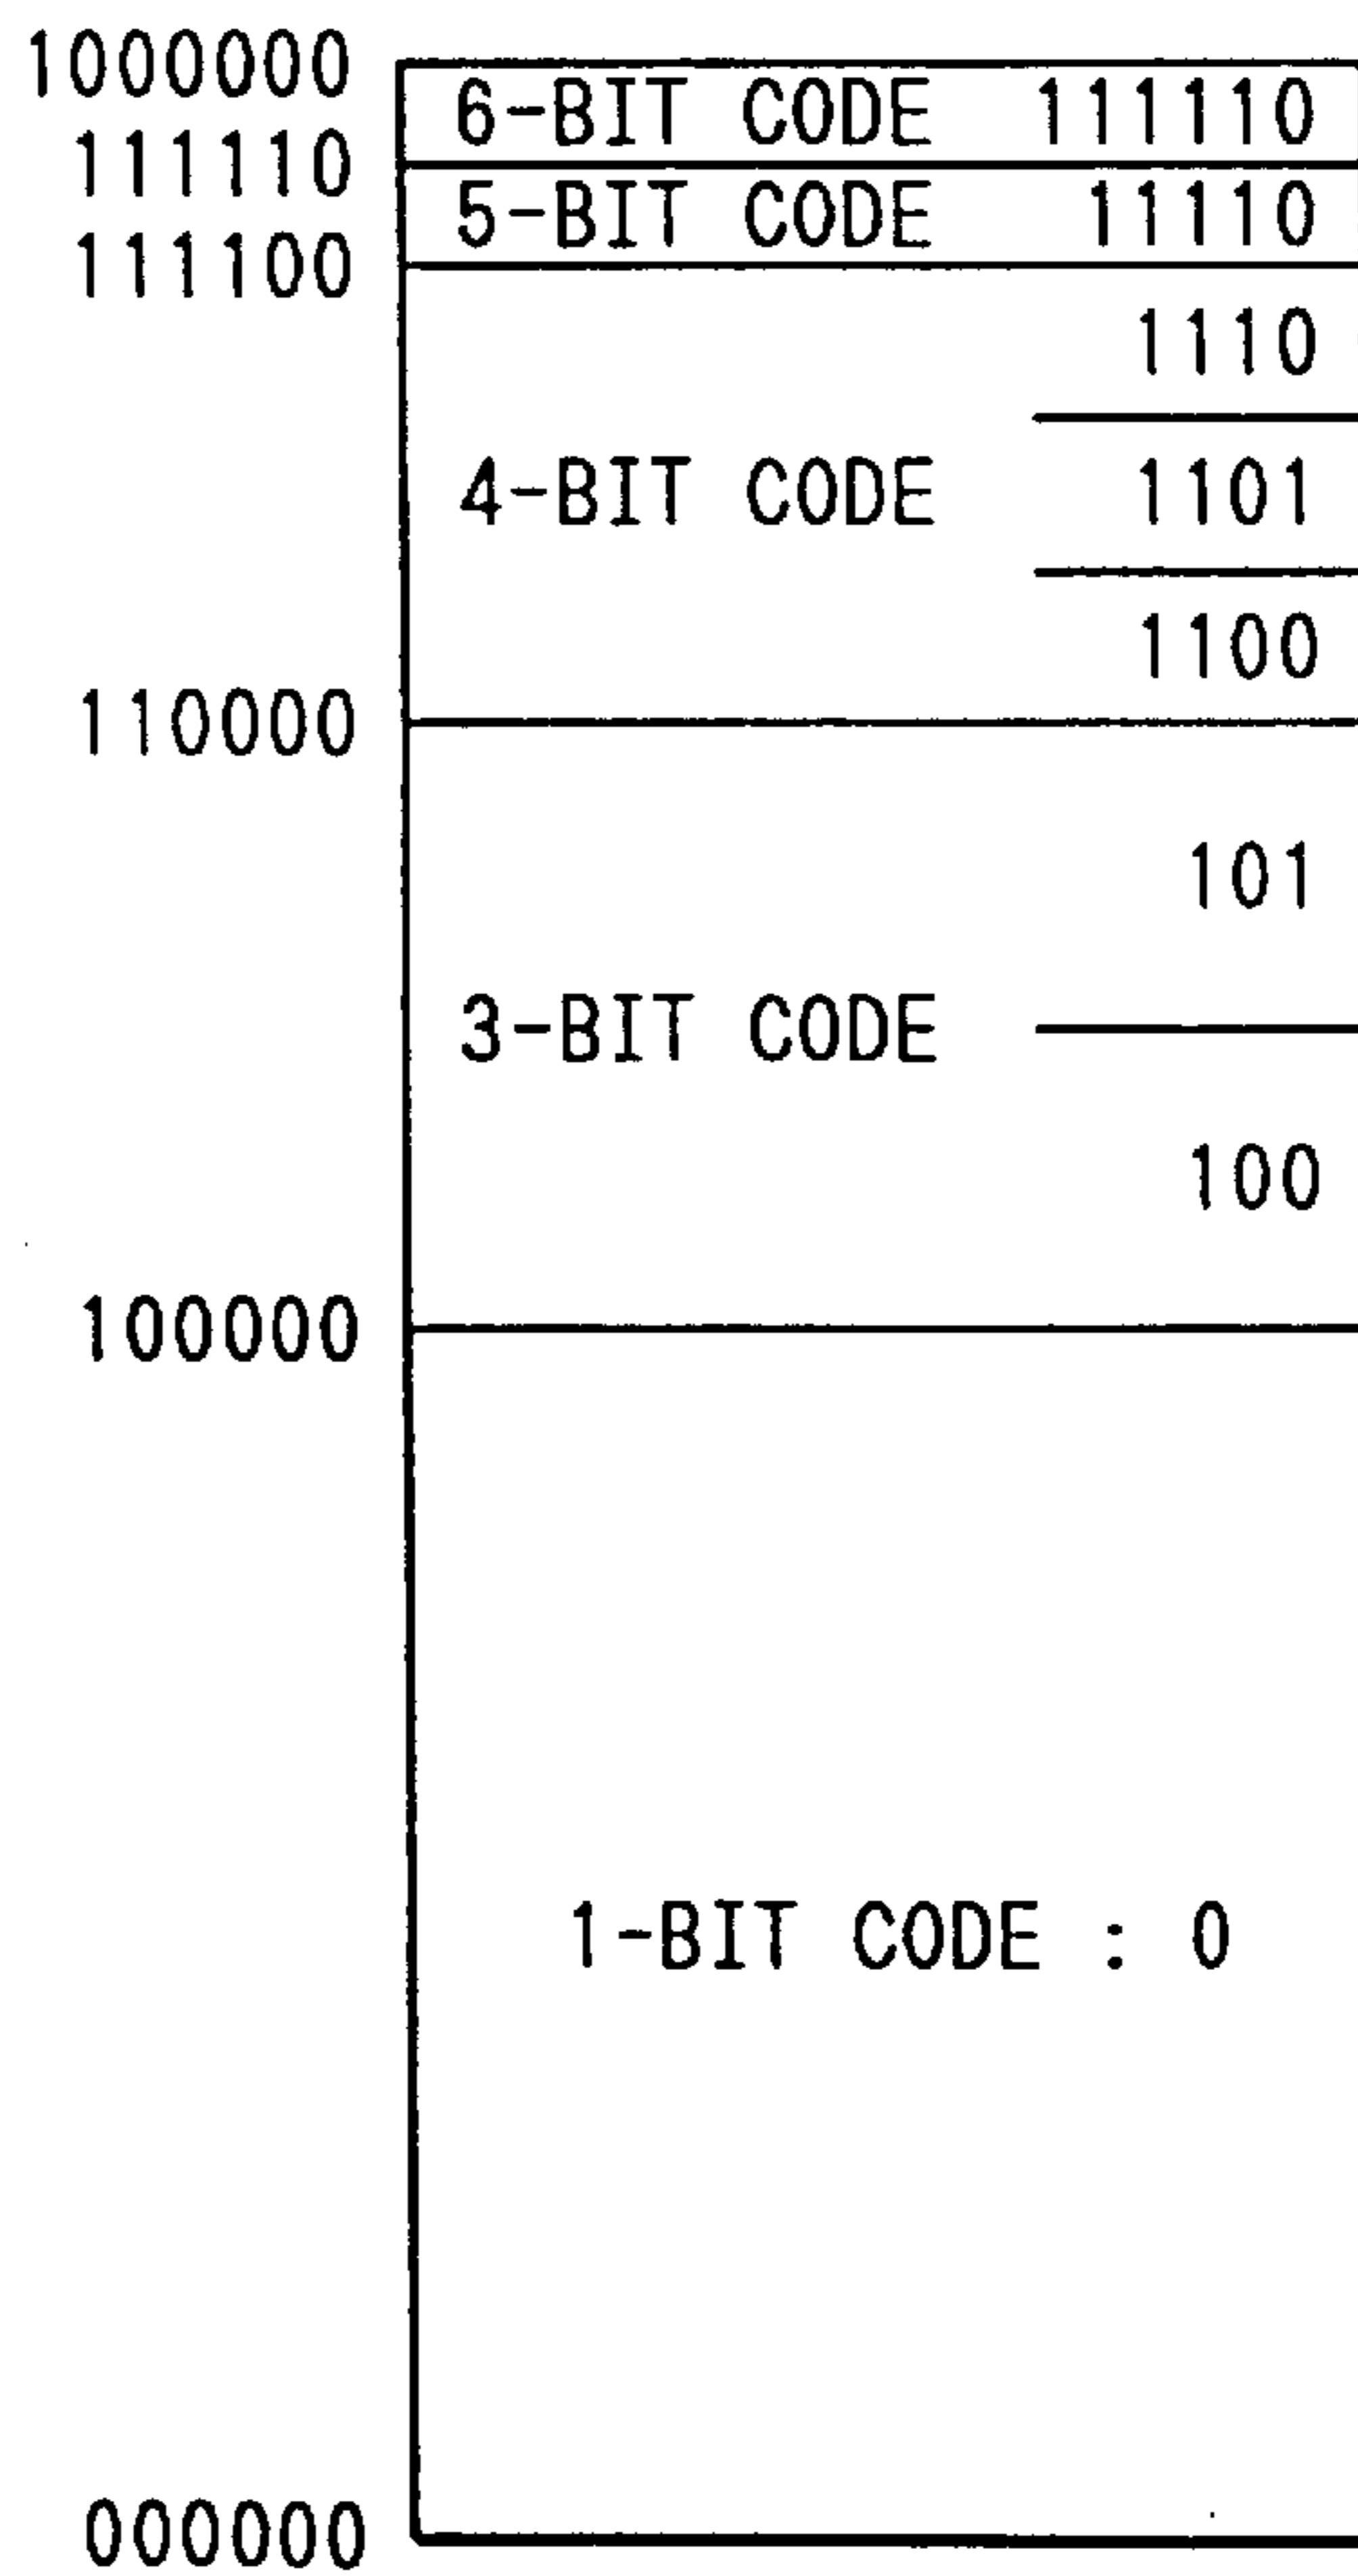 1000000
6-BIT CODE 111110
111110
5-BIT CODE 11110
111100
1110
4-BIT CODE 1101
1100
110000
101
3-BIT CODE
100
100000
1-BIT CODE : 0
000000